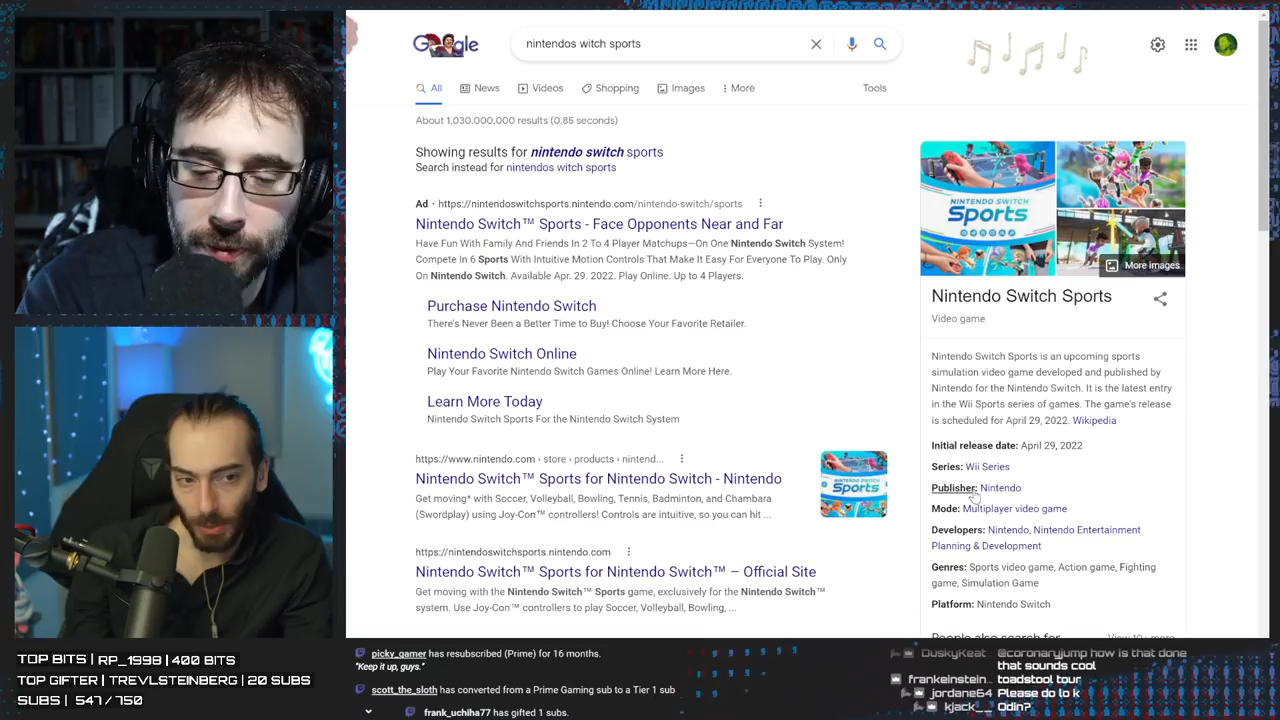 Google
nintendos witch sports
All
News
Videos
Shopping
Images
More
Tools
About 1,030,000,000 results (0.85 seconds)
Showing results for nintendo switch sports
Search instead for nintendos witch sports
Ad · https://nintendoswitchsports.nintendo.com/nintendo-switch/sports
Nintendo Switch™ Sports - Face Opponents Near and Far
Have Fun With Family And Friends In 2 To 4 Player Matchups—On One Nintendo Switch System!
Compete In 6 Sports With Intuitive Motion Controls That Make It Easy For Everyone To Play. Only
On Nintendo Switch. Available Apr. 29. 2022. Play Online. Up to 4 Players.
Purchase Nintendo Switch
There's Never Been a Better Time to Buy! Choose Your Favorite Retailer.
Nintendo Switch Online
Play Your Favorite Nintendo Switch Games Online! Learn More Here.
Learn More Today
Nintendo Switch Sports For the Nintendo Switch System
https://www.nintendo.com › store › products › nintend...
Nintendo Switch™ Sports for Nintendo Switch - Nintendo
Get moving* with Soccer, Volleyball, Bowling, Tennis, Badminton, and Chambara
(Swordplay) using Joy-Con™ controllers! Controls are intuitive, so you can hit ...
Sports
https://nintendoswitchsports.nintendo.com
Nintendo Switch™ Sports for Nintendo Switch™ – Official Site
Get moving with the Nintendo Switch™ Sports game, exclusively for the Nintendo Switch™
system. Use Joy-Con™ controllers to play Soccer, Volleyball, Bowling, ...
NINTENDO SWITCH
Sports
More images
Nintendo Switch Sports
Video game
Nintendo Switch Sports is an upcoming sports
simulation video game developed and published by
Nintendo for the Nintendo Switch. It is the latest entry
in the Wii Sports series of games. The game's release
is scheduled for April 29, 2022. Wikipedia
Initial release date: April 29, 2022
Series: Wii Series
Publisher: Nintendo
Mode: Multiplayer video game
Developers: Nintendo, Nintendo Entertainment
Planning & Development
Genres: Sports video game, Action game, Fighting
game, Simulation Game
Platform: Nintendo Switch
People also search for
View 10+ more
TOP BITS | RP_1998 | 400 BITS
TOP GIFTER | TREVLSTEINBERG | 20 SUBS
SUBS | 547 / 750
picky_gamer has resubscribed (Prime) for 16 months.
"Keep it up, guys."
scott_the_sloth has converted from a Prime Gaming sub to a Tier 1 sub
frank_uchiha77 has gifted 1 subs.
DuskyKeat @coronaryjump how is that done
that sounds cool
frankeinstein_ toadstool tour
jordane64 Please do lo k
kjack__ Odin?